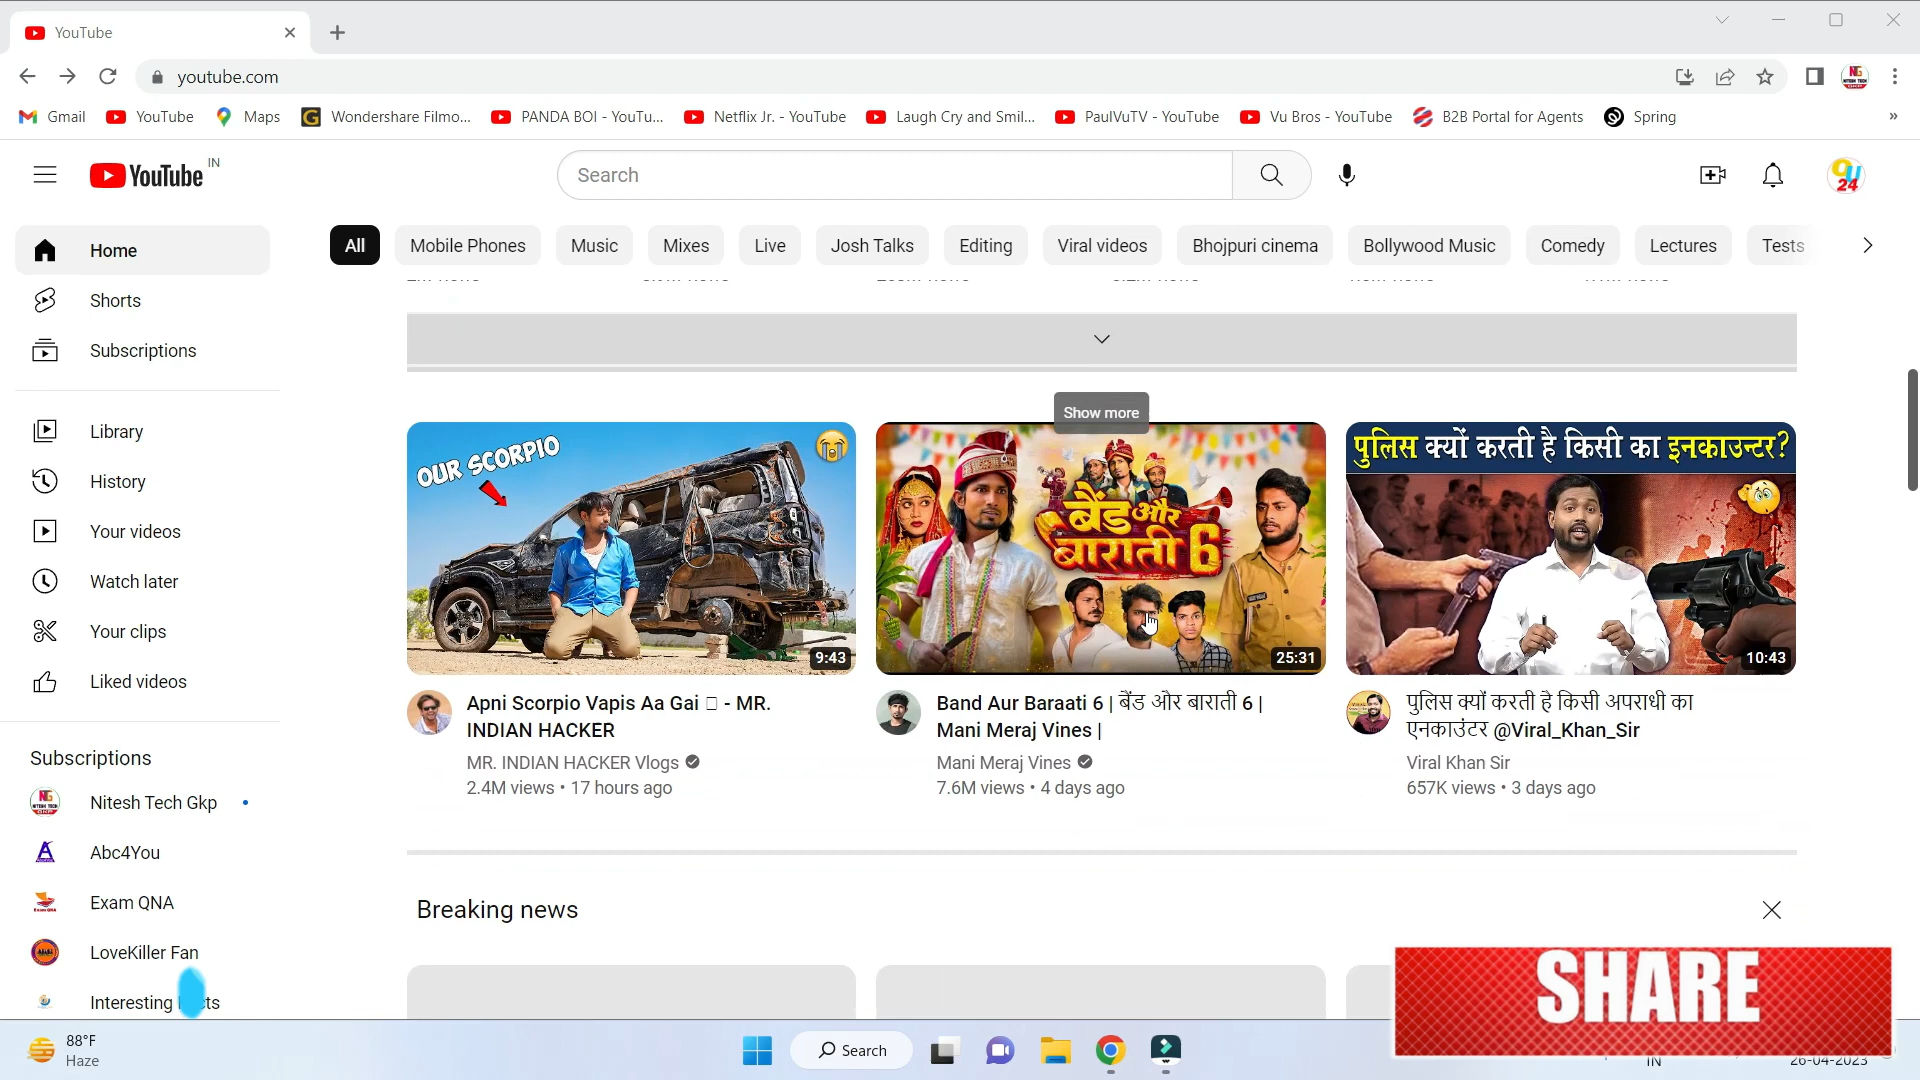 YouTube
youtube.com
Gmail
YouTube
Maps
Wondershare Filmo...
PANDA BOI - YouTu...
Netflix Jr. - YouTube
Laugh Cry and Smil...
PaulVuTV - YouTube
Vu Bros - YouTube
B2B Portal for Agents
Spring
»
YouTube IN
Search
24
Home
Shorts
Subscriptions
Library
History
Your videos
Watch later
Your clips
Liked videos
Subscriptions
Nitesh Tech Gkp
Abc4You
Exam QNA
LoveKiller Fan
Interesting
All
Mobile Phones
Music
Mixes
Live
Josh Talks
Editing
Viral videos
Bhojpuri cinema
Bollywood Music
Comedy
Lectures
Tests
Show more
OUR SCORPIO
9:43
Apni Scorpio Vapis Aa Gai - MR.
INDIAN HACKER
MR. INDIAN HACKER Vlogs
2.4M views • 17 hours ago
बैंड और
बाराती 6
25:31
Band Aur Baraati 6 | बैंड ओर बाराती 6 |
Mani Meraj Vines |
Mani Meraj Vines
7.6M views • 4 days ago
पुलिस क्यों करती है किसी का इनकाउन्टर?
10:43
पुलिस क्यों करती है किसी अपराधी का
एनकाउंटर @Viral_Khan_Sir
Viral Khan Sir
657K views • 3 days ago
Breaking news
SHARE
88°F
Haze
Search
IN
26-04-2023